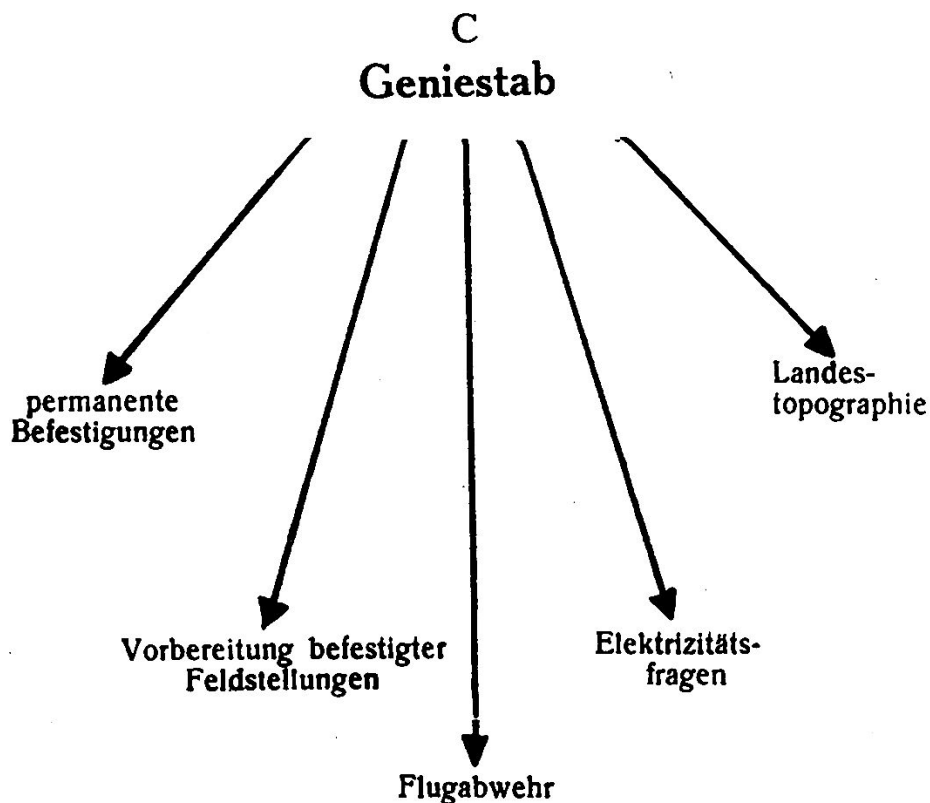 C
Geniestab
permanente
Befestigungen
Vorbereitung befestigter
Feldstellungen
Flugabwehr
Elektrizitäts-
fragen
Landes-
topographie